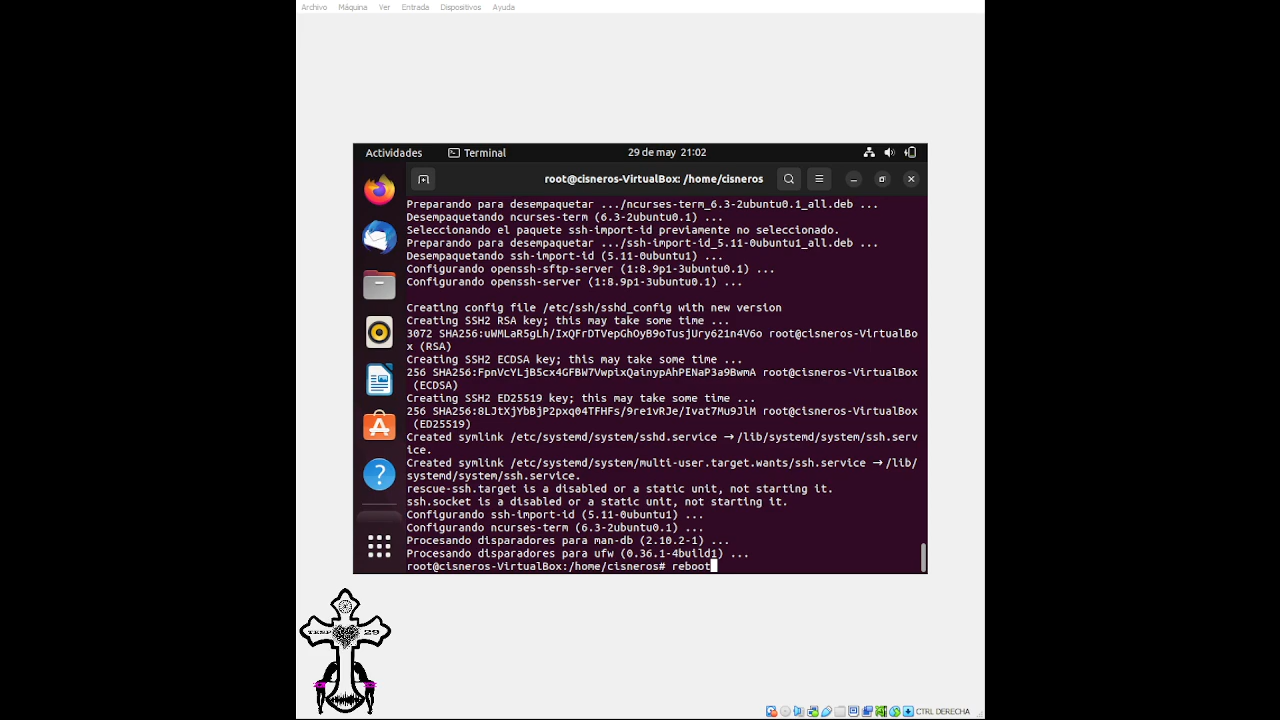 Archivo Máquina Ver Entrada Dispositivos Ayuda
Actividades Terminal 29 de may 21:02
root@cisneros-VirtualBox: /home/cisneros
Preparando para desempaquetar .../ncurses-term_6.3-2ubuntu0.1_all.deb ...
Desempaquetando ncurses-term (6.3-2ubuntu0.1) ...
Seleccionando el paquete ssh-import-id previamente no seleccionado.
Preparando para desempaquetar .../ssh-import-id_5.11-0ubuntu1_all.deb ...
Desempaquetando ssh-import-id (5.11-0ubuntu1) ...
Configurando openssh-sftp-server (1:8.9p1-3ubuntu0.1) ...
Configurando openssh-server (1:8.9p1-3ubuntu0.1) ...
Creating config file /etc/ssh/sshd_config with new version
Creating SSH2 RSA key; this may take some time ...
3072 SHA256:uWMLaR5gLh/IxQFrDTVepGhOyB9oTusjUry621n4V6o root@cisneros-VirtualBo
x (RSA)
Creating SSH2 ECDSA key; this may take some time ...
256 SHA256:FpnVcYLjB5cx4GFBW7VwpixQainypAhPENaP3a9BwmA root@cisneros-VirtualBox
(ECDSA)
Creating SSH2 ED25519 key; this may take some time ...
256 SHA256:8LJtXjYbBjP2pxq04TFHFs/9re1vRJe/Ivat7Mu9JlM root@cisneros-VirtualBox
(ED25519)
Created symlink /etc/systemd/system/sshd.service → /lib/systemd/system/ssh.serv
ice.
Created symlink /etc/systemd/system/multi-user.target.wants/ssh.service → /lib/
systemd/system/ssh.service.
rescue-ssh.target is a disabled or a static unit, not starting it.
ssh.socket is a disabled or a static unit, not starting it.
Configurando ssh-import-id (5.11-0ubuntu1) ...
Configurando ncurses-term (6.3-2ubuntu0.1) ...
Procesando disparadores para man-db (2.10.2-1) ...
Procesando disparadores para ufw (0.36.1-4build1) ...
root@cisneros-VirtualBox:/home/cisneros# reboot
29
CTRL DERECHA